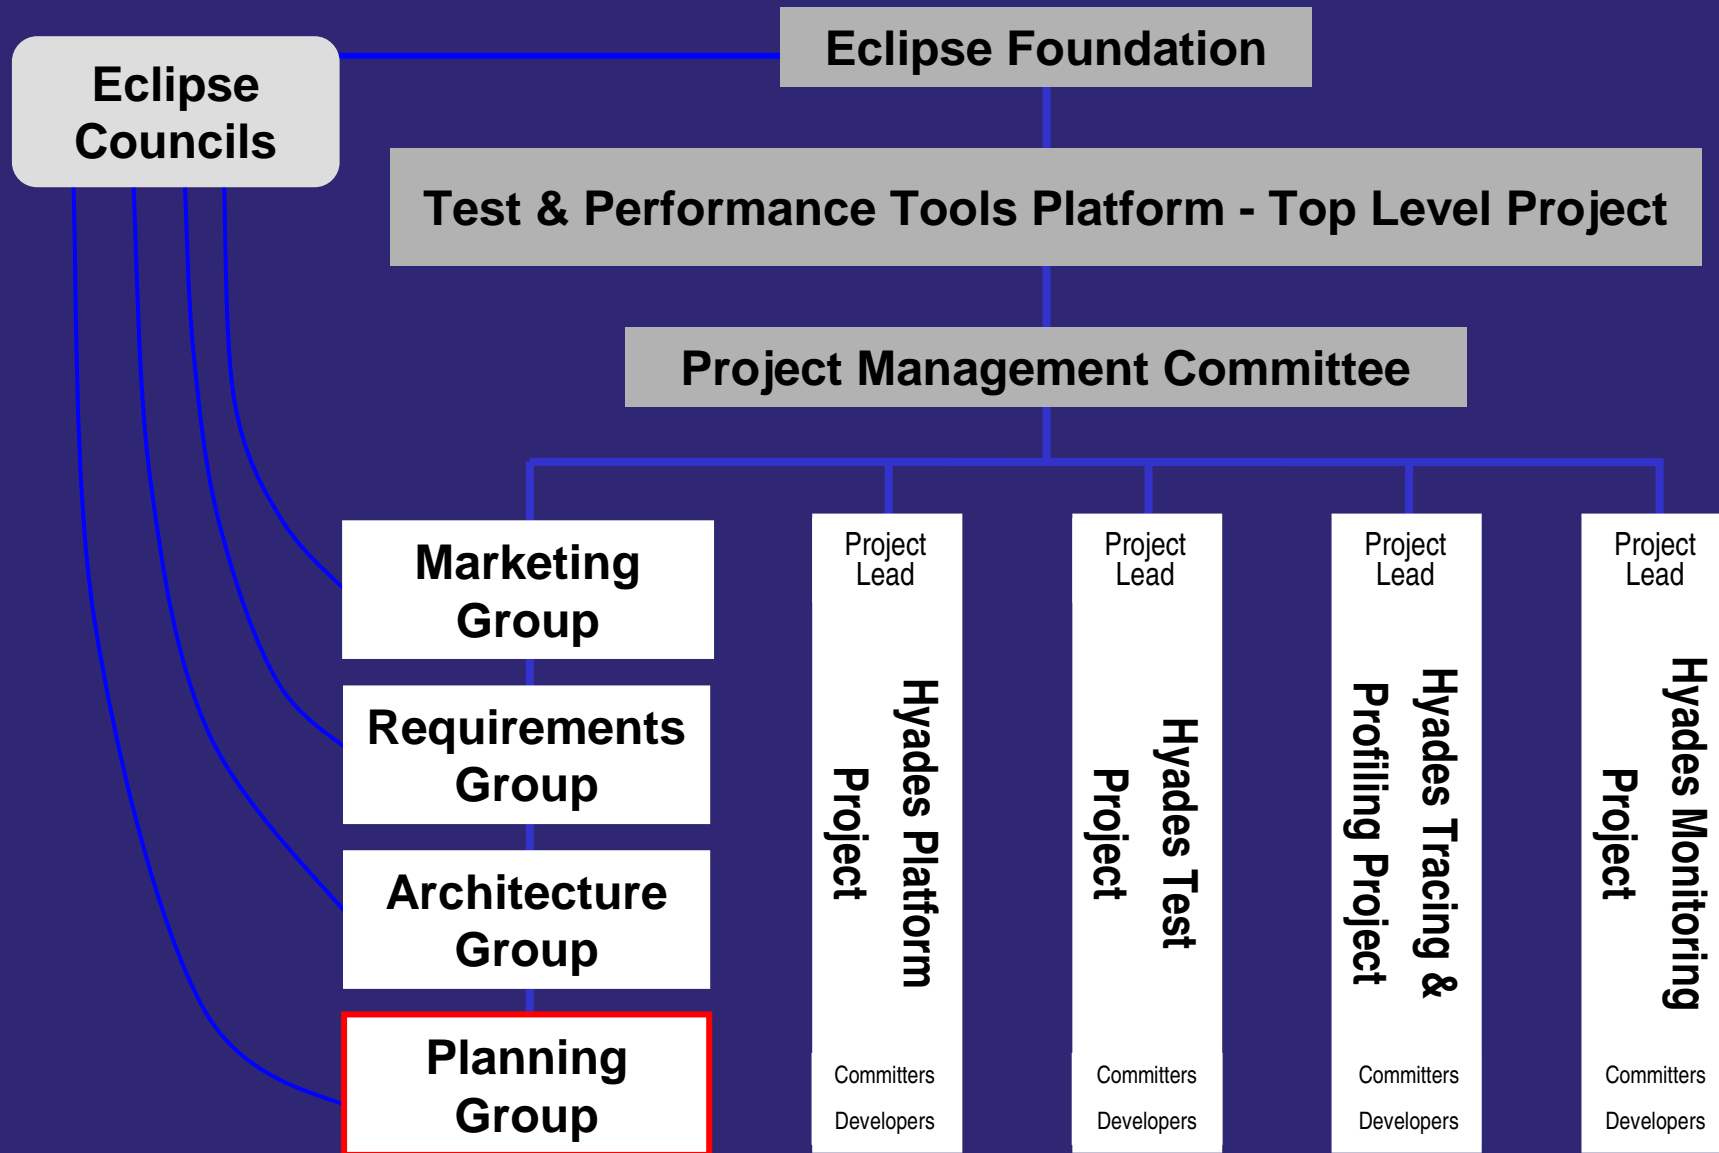 Eclipse Foundation
Eclipse
Councils
Test & Performance Tools Platform - Top Level Project
Project Management Committee
Marketing
Group
Requirements
Group
Architecture
Group
Planning
Group
Project
Lead
Hyades Platform
Project
Committers
Developers
Project
Lead
Hyades Test
Project
Committers
Developers
Project
Lead
Hyades Tracing &
Profiling Project
Committers
Developers
Project
Lead
Hyades Monitoring
Project
Committers
Developers